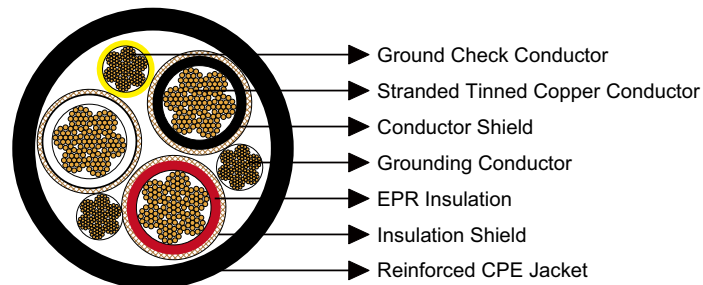 Ground Check Conductor
Stranded Tinned Copper Conductor
Conductor Shield
Grounding Conductor
EPR Insulation
Insulation Shield
Reinforced CPE Jacket